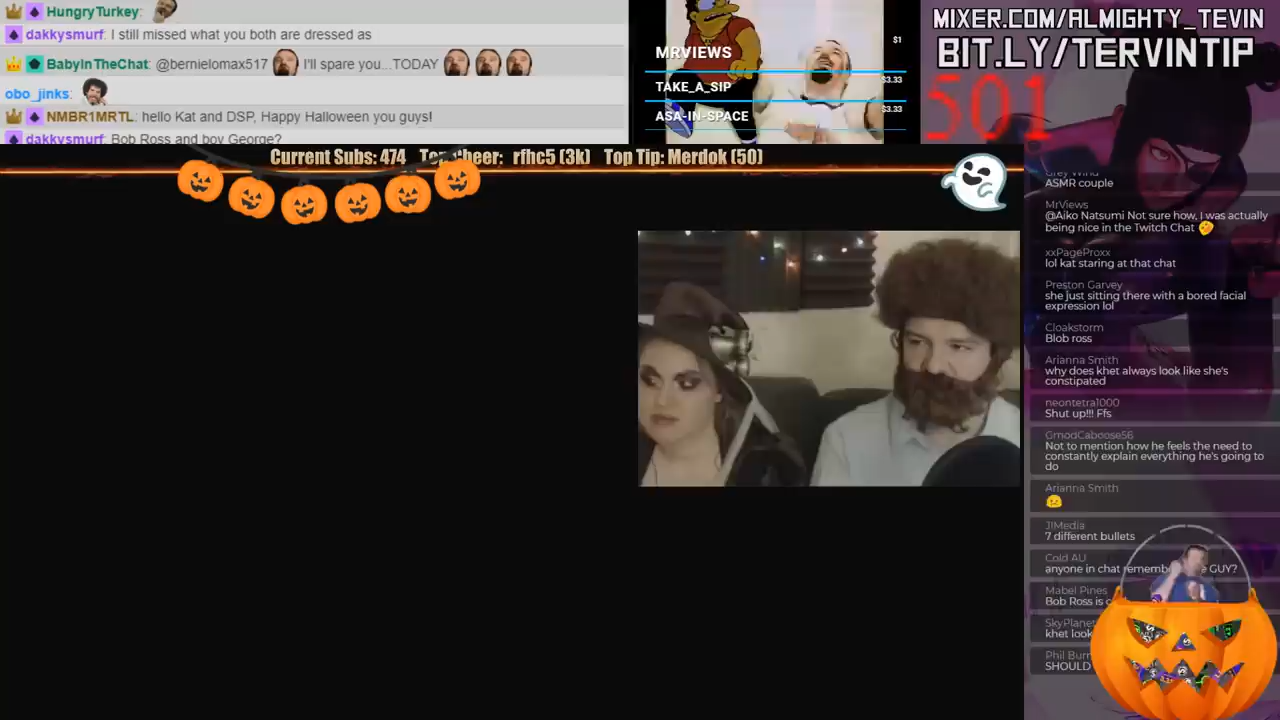 HungryTurkey:
dakkysmurf: I still missed what you both are dressed as
BabyInTheChat: @bernielomax517 I'll spare you...TODAY
obo_jinks:
NMBR1MRTL: hello Kat and DSP, Happy Halloween you guys!
dakkysmurf: Bob Ross and boy George?
MRVIEWS $1
TAKE_A_SIP $3.33
ASA-IN-SPACE $3.33
MIXER.COM/ALMIGHTY_TEVIN
BIT.LY/TERVINTIP
501
Current Subs: 474 Top Cheer: rfhc5 (3k) Top Tip: Merdok (50)
Grey Wind
ASMR couple
MrViews
@Aiko Natsumi Not sure how, I was actually
being nice in the Twitch Chat
xxPageProxx
lol kat staring at that chat
Preston Garvey
she just sitting there with a bored facial
expression lol
Cloakstorm
Blob ross
Arianna Smith
why does khet always look like she's
constipated
neontetra1000
Shut up!!! Ffs
GmodCaboose56
Not to mention how he feels the need to
constantly explain everything he's going to
do
Arianna Smith
J1Media
7 different bullets
Cold AU
anyone in chat rememb e GUY?
Mabel Pines
Bob Ross is c
SkyPlanet
khet look
Phil Burn
SHOULD